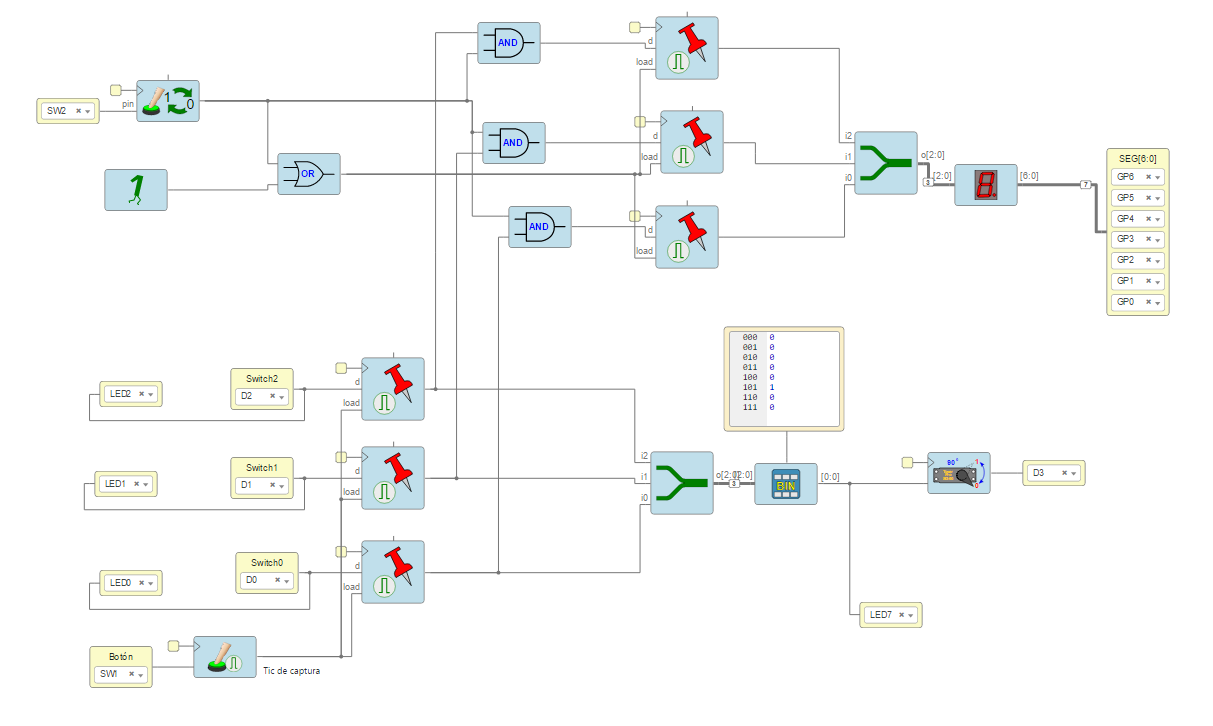 AND
d
load
SW2
pin
1 0
AND
d
load
OR
i2
i1
i0
o[2:0]
3
[2:0]
[6:0]
7
SEG[6:0]
GP6
GP5
GP4
GP3
GP2
GP1
GP0
AND
d
load
000 0
001 0
010 0
011 0
100 0
101 1
110 0
111 0
LED2
Switch2
D2
d
load
LED1
Switch1
D1
d
load
i2
i1
i0
o[2:0]
3
[2:0]
BIN
[0:0]
90°
1
0
D3
LED0
Switch0
D0
d
load
LED7
Botón
SW1
Tic de captura